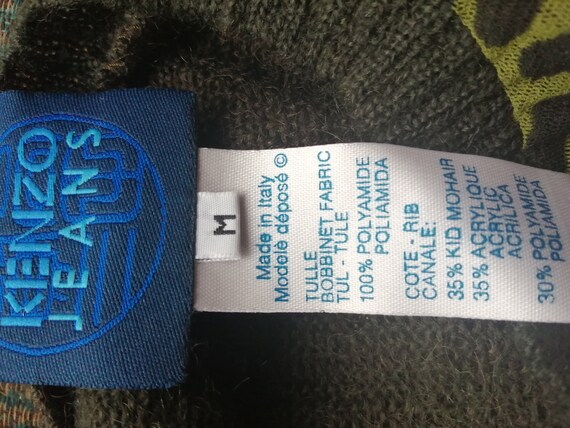 KENZO
JEANS
M
Made in Italy
Modele déposé ©
TULLE
BOBBINET FABRIC
TUL - TULE
100% POLYAMIDE
POLIAMIDA
COTE - RIB
CANALE:
35% KID MOHAIR
35% ACRYLIQUE
ACRYLIC
ACRILICA
30% POLYAMIDE
POLIAMIDA